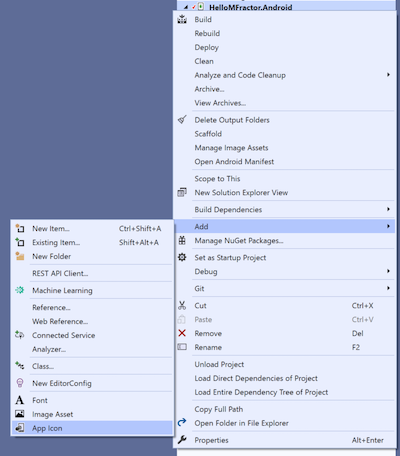 HelloMFractor.Android
Build
Rebuild
Deploy
Clean
Analyze and Code Cleanup
Archive...
View Archives...
Delete Output Folders
Scaffold
Manage Image Assets
Open Android Manifest
Scope to This
New Solution Explorer View
Build Dependencies
Add
Manage NuGet Packages...
Set as Startup Project
Debug
Git
Cut Ctrl+X
Paste Ctrl+V
Remove Del
Rename F2
Unload Project
Load Direct Dependencies of Project
Load Entire Dependency Tree of Project
Copy Full Path
Open Folder in File Explorer
Properties Alt+Enter
New Item... Ctrl+Shift+A
Existing Item... Shift+Alt+A
New Folder
REST API Client...
Machine Learning
Reference...
Web Reference...
Connected Service
Analyzer...
Class...
New EditorConfig
Font
Image Asset
App Icon